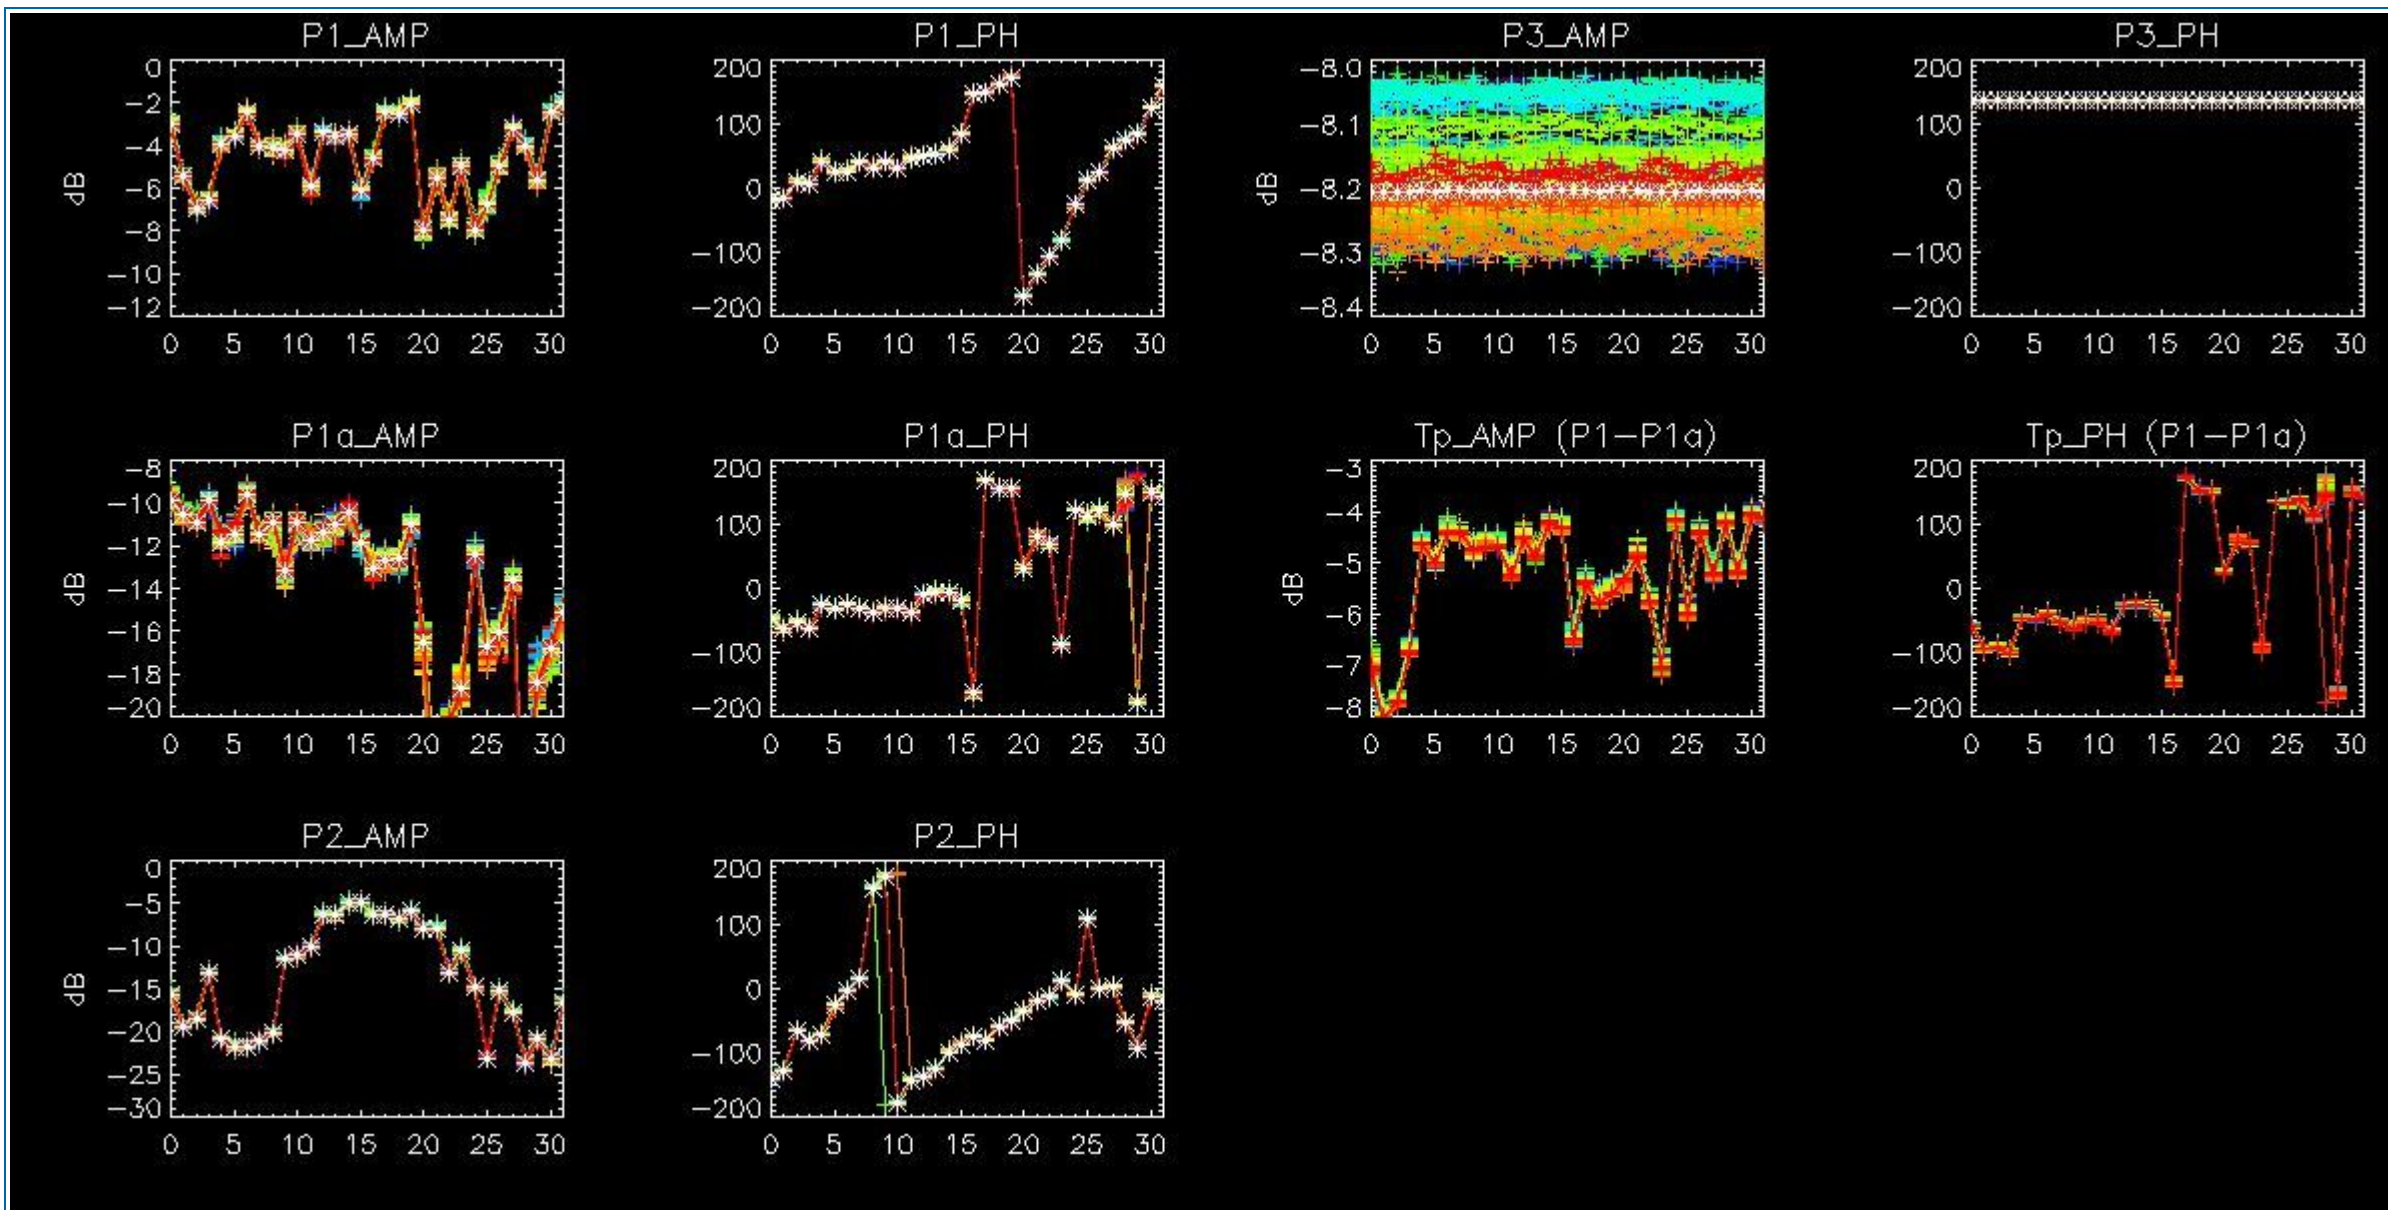 P1_AMP P1_PH P3_AMP P3_PH
0 200 -8.0 200
-2
-4 100 -8.1 100
dB -6 0 dB -8.2 0
-8
-10 -100 -8.3 -100
-12 -200 -8.4 -200
0 5 10 15 20 25 30 0 5 10 15 20 25 30 0 5 10 15 20 25 30 0 5 10 15 20 25 30
P1a_AMP P1a_PH Tp_AMP (P1-P1a) Tp_PH (P1-P1a)
-8 200 -3 200
-10 100 -4 100
-12
dB -14 0 dB -5 0
-16 -100 -6 -100
-18 -7
-20 -200 -8 -200
0 5 10 15 20 25 30 0 5 10 15 20 25 30 0 5 10 15 20 25 30 0 5 10 15 20 25 30
P2_AMP P2_PH
0 200
-5 100
-10
dB -15 0
-20 -100
-25
-30 -200
0 5 10 15 20 25 30 0 5 10 15 20 25 30